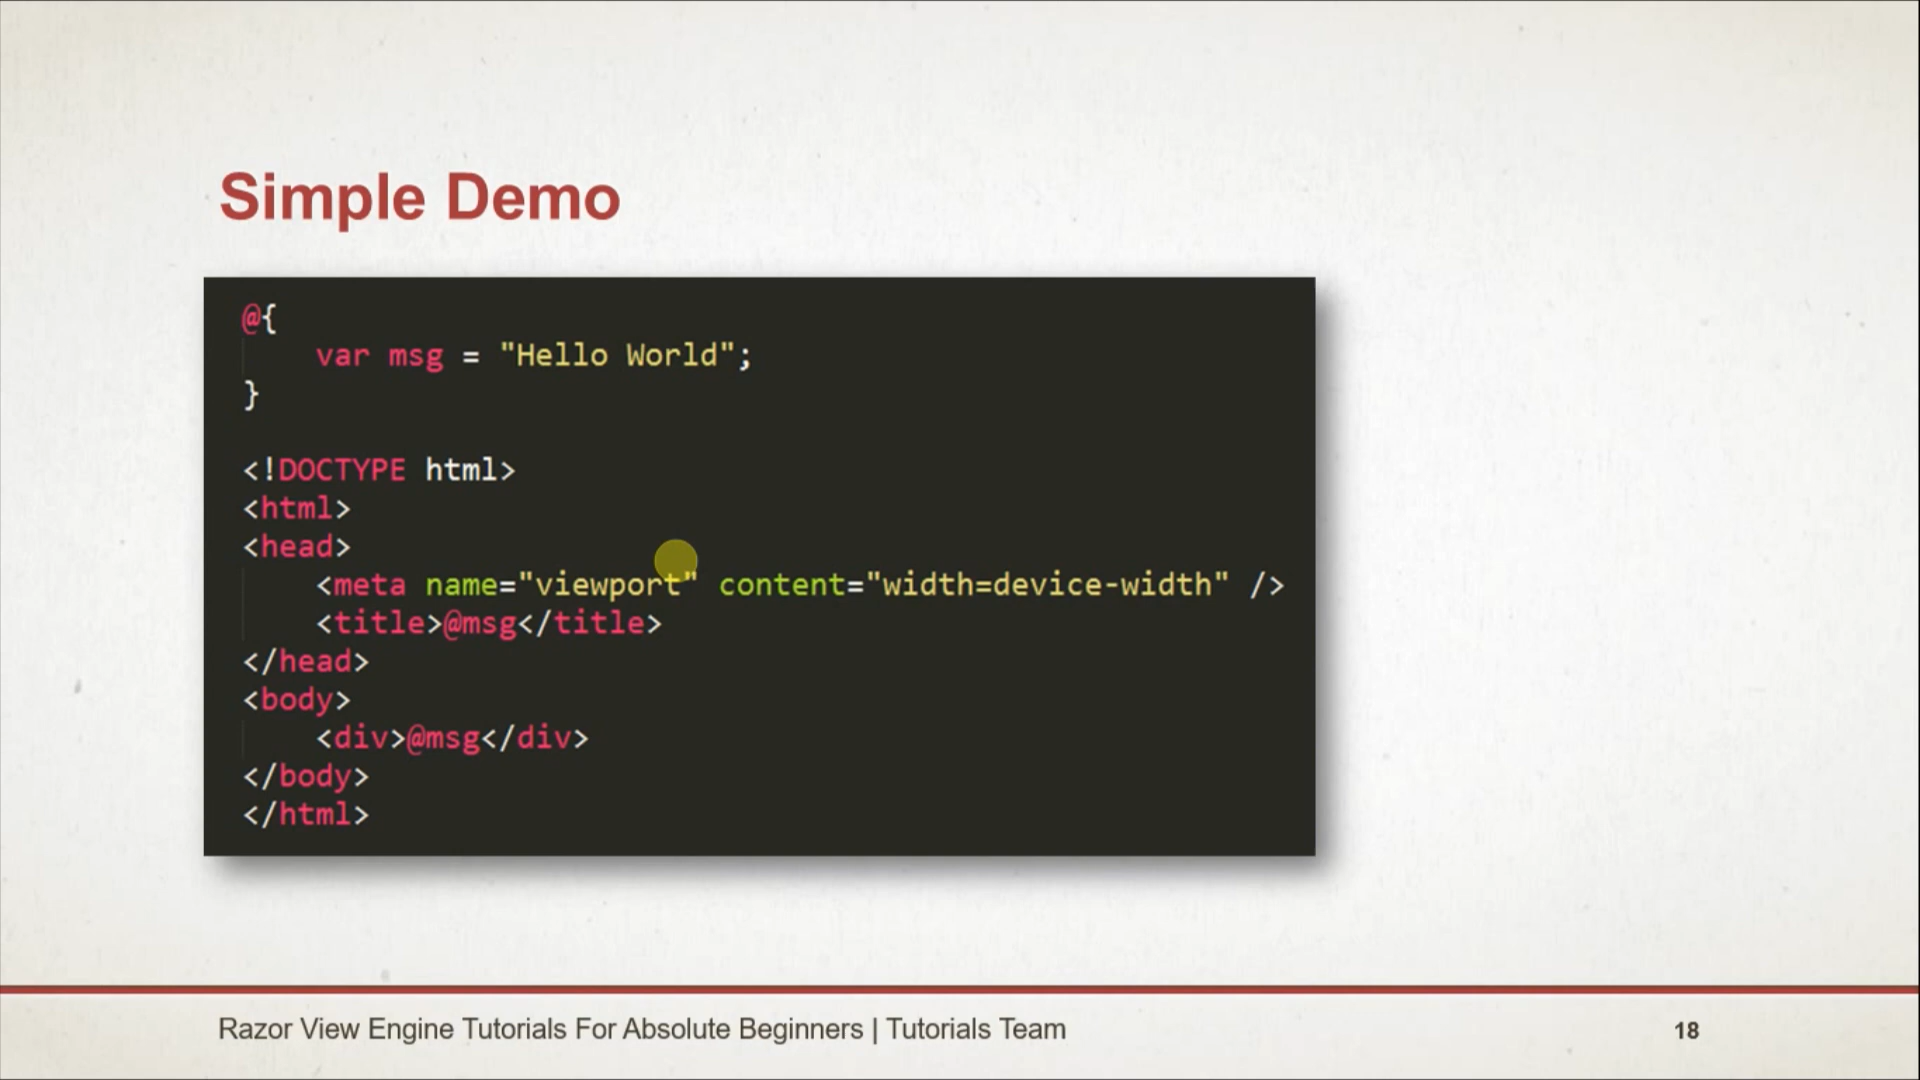 Simple Demo
@{
    var msg = "Hello World";
}
<!DOCTYPE html>
<html>
<head>
    <meta name="viewport" content="width=device-width" />
    <title>@msg</title>
</head>
<body>
    <div>@msg</div>
</body>
</html>
Razor View Engine Tutorials For Absolute Beginners | Tutorials Team
18